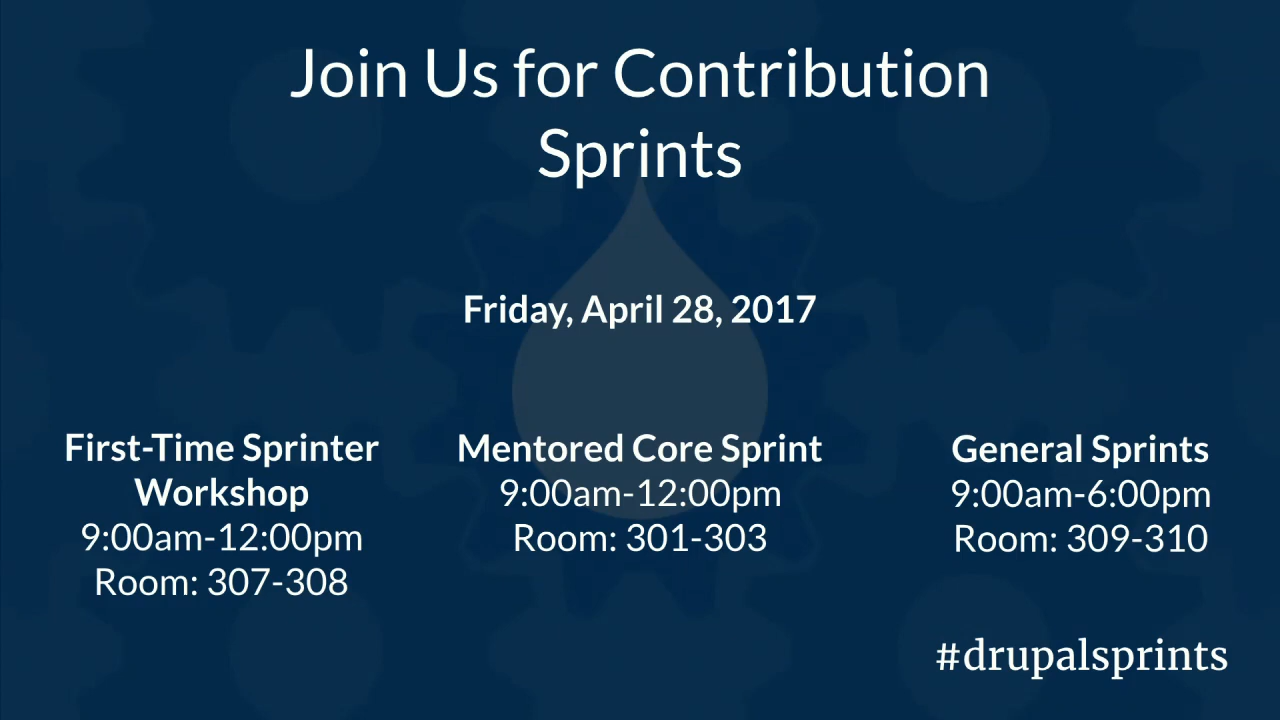 Join Us for Contribution
Sprints
Friday, April 28, 2017
First-Time Sprinter
Workshop
9:00am-12:00pm
Room: 307-308
Mentored Core Sprint
9:00am-12:00pm
Room: 301-303
General Sprints
9:00am-6:00pm
Room: 309-310
#drupalsprints